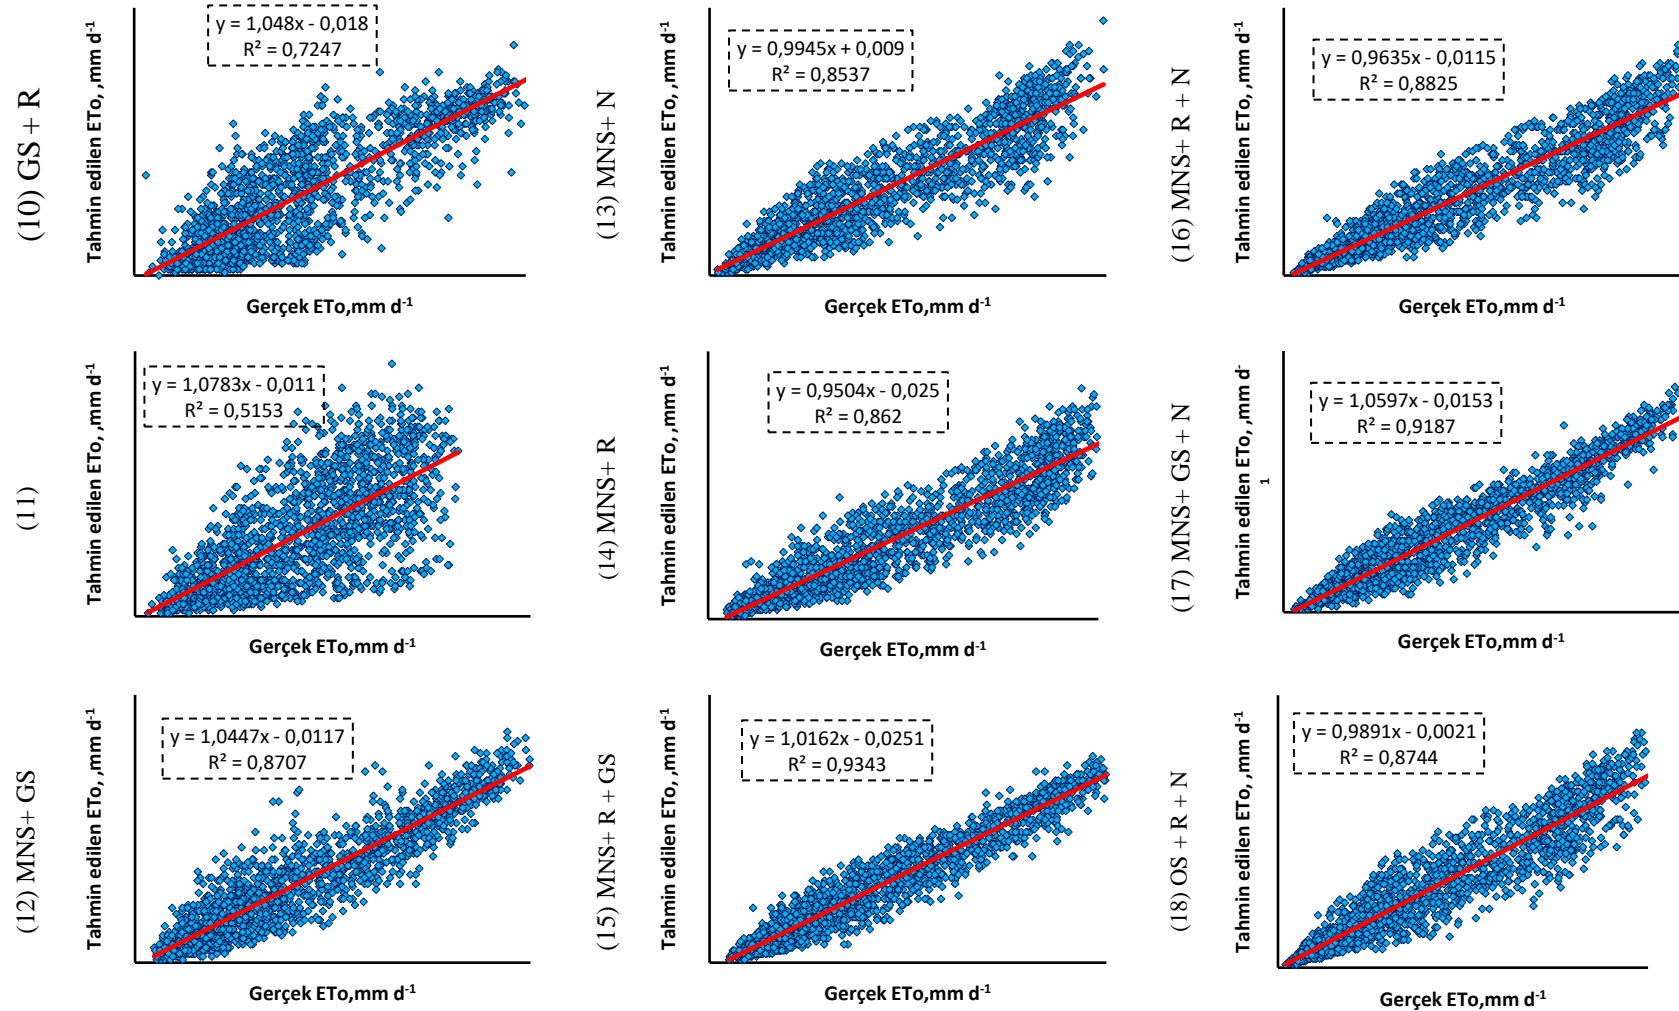 (10) GS + R
Tahmin edilen ETo, ,mm d-1
y = 1,048x - 0,018
R² = 0,7247
Gerçek ETo,mm d-1
(13) MNS+ N
Tahmin edilen ETo, ,mm d-1
y = 0,9945x + 0,009
R² = 0,8537
Gerçek ETo,mm d-1
(16) MNS+ R + N
Tahmin edilen ETo, ,mm d-1
y = 0,9635x - 0,0115
R² = 0,8825
Gerçek ETo,mm d-1
(11)
Tahmin edilen ETo, ,mm d-1
y = 1,0783x - 0,011
R² = 0,5153
Gerçek ETo,mm d-1
(14) MNS+ R
Tahmin edilen ETo, ,mm d-1
y = 0,9504x - 0,025
R² = 0,862
Gerçek ETo,mm d-1
(17) MNS+ GS + N
Tahmin edilen ETo, ,mm d-
1
y = 1,0597x - 0,0153
R² = 0,9187
Gerçek ETo,mm d-1
(12) MNS+ GS
Tahmin edilen ETo, ,mm d-1
y = 1,0447x - 0,0117
R² = 0,8707
Gerçek ETo,mm d-1
(15) MNS+ R + GS
Tahmin edilen ETo, ,mm d-1
y = 1,0162x - 0,0251
R² = 0,9343
Gerçek ETo,mm d-1
(18) OS + R + N
Tahmin edilen ETo, ,mm d-1
y = 0,9891x - 0,0021
R² = 0,8744
Gerçek ETo,mm d-1